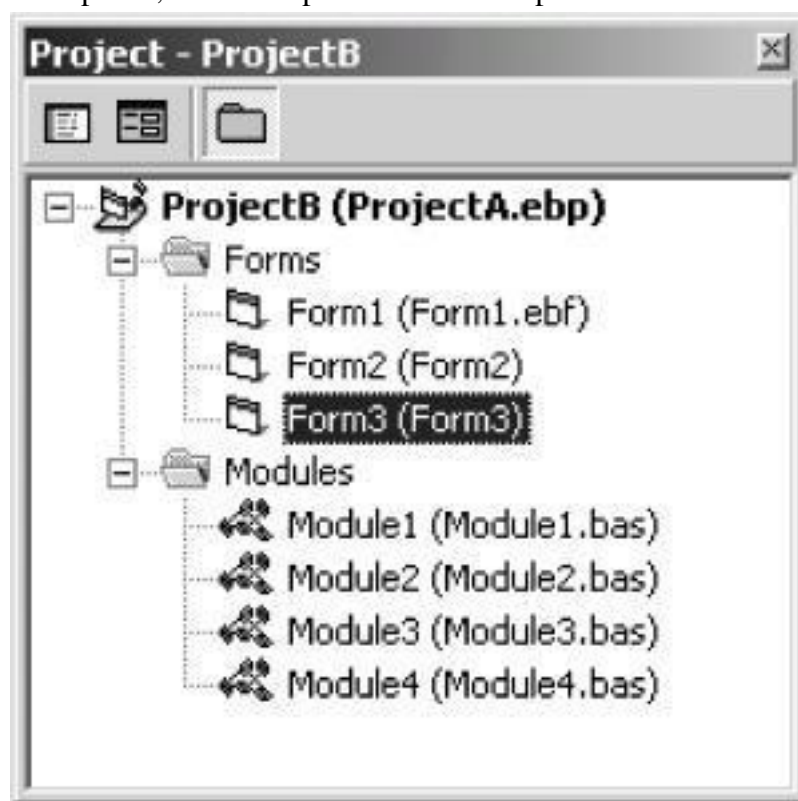 Project - ProjectB
ProjectB (ProjectA.ebp)
Forms
Form1 (Form1.ebf)
Form2 (Form2)
Form3 (Form3)
Modules
Module1 (Module1.bas)
Module2 (Module2.bas)
Module3 (Module3.bas)
Module4 (Module4.bas)